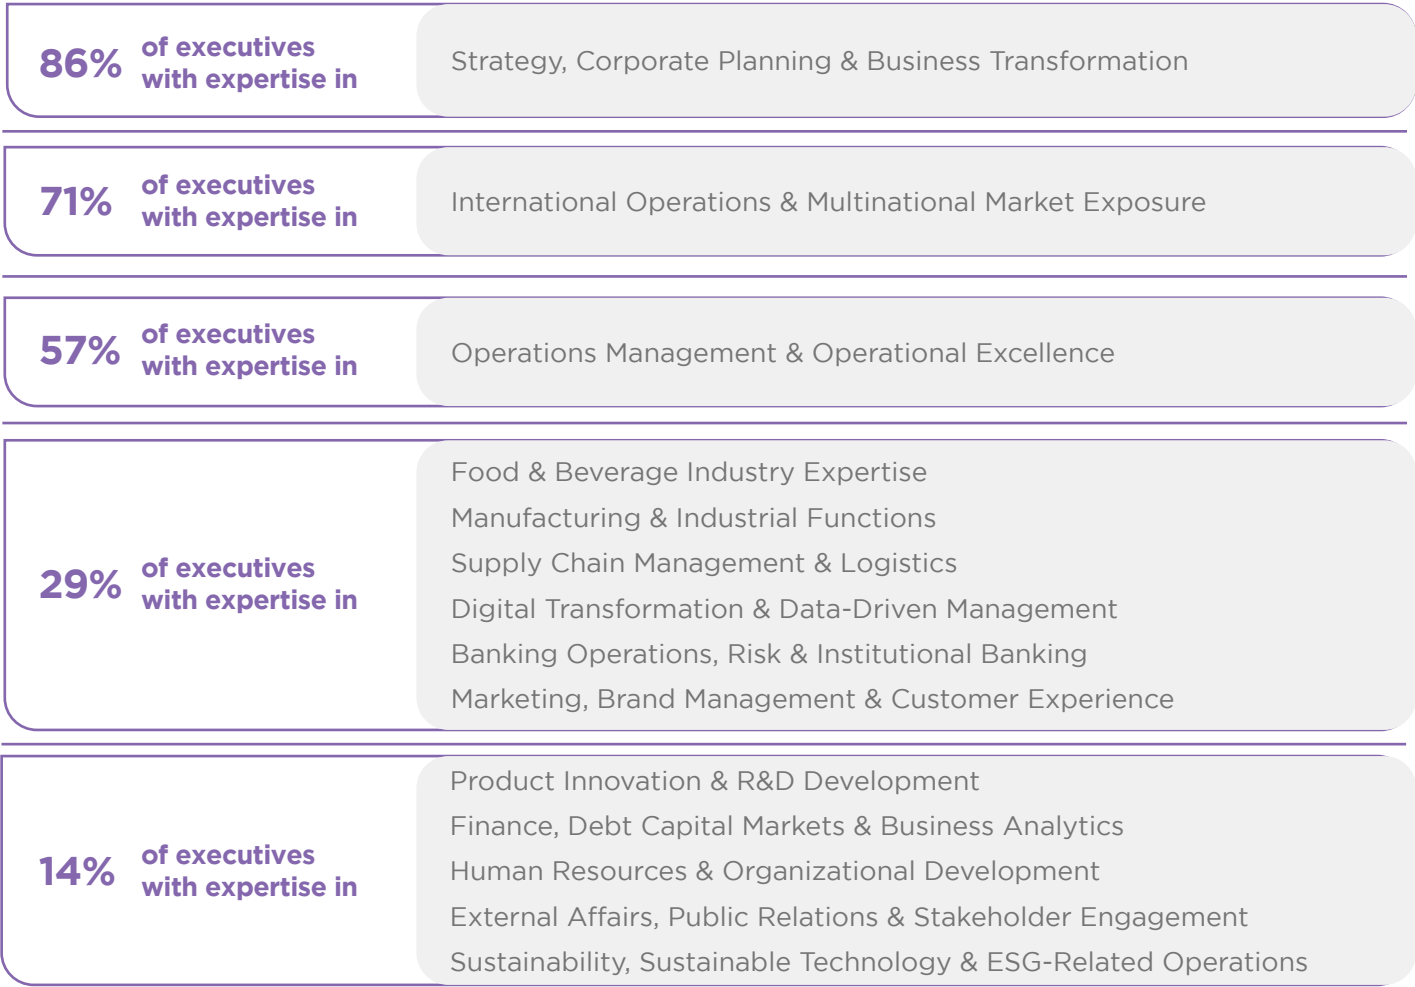 86% of executives
with expertise in
Strategy, Corporate Planning & Business Transformation
71% of executives
with expertise in
International Operations & Multinational Market Exposure
57% of executives
with expertise in
Operations Management & Operational Excellence
29% of executives
with expertise in
Food & Beverage Industry Expertise
Manufacturing & Industrial Functions
Supply Chain Management & Logistics
Digital Transformation & Data-Driven Management
Banking Operations, Risk & Institutional Banking
Marketing, Brand Management & Customer Experience
14% of executives
with expertise in
Product Innovation & R&D Development
Finance, Debt Capital Markets & Business Analytics
Human Resources & Organizational Development
External Affairs, Public Relations & Stakeholder Engagement
Sustainability, Sustainable Technology & ESG-Related Operations